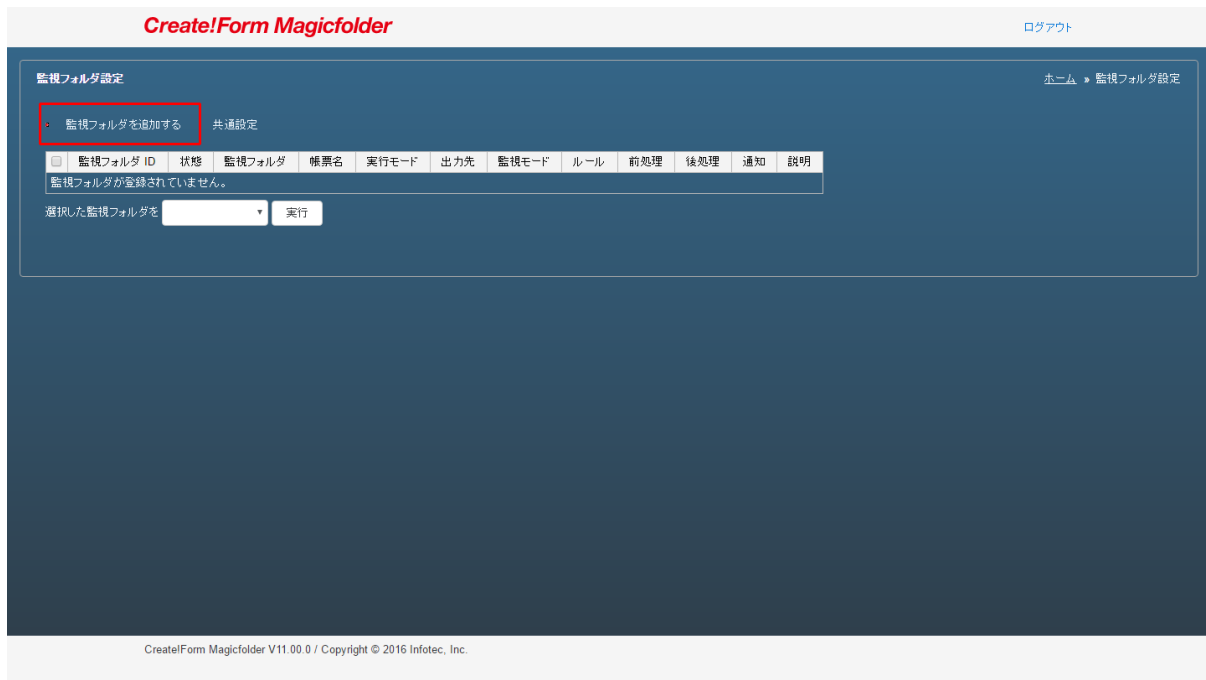 Create!Form Magicfolder ログアウト
監視フォルダ設定 ホーム » 監視フォルダ設定
監視フォルダを追加する 共通設定
監視フォルダ ID 状態 監視フォルダ 帳票名 実行モード 出力先 監視モード ルール 前処理 後処理 通知 説明
監視フォルダが登録されていません。
選択した監視フォルダを 実行
Create!Form Magicfolder V11.00.0 / Copyright © 2016 Infotec, Inc.